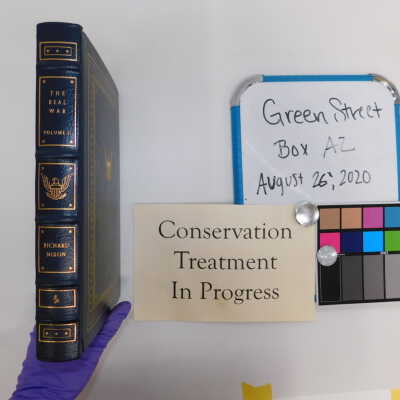 THE
REAL
WAR
VOLUME I
RICHARD
NIXON
Green Street
Box AZ
August 26, 2020
Conservation
Treatment
In Progress